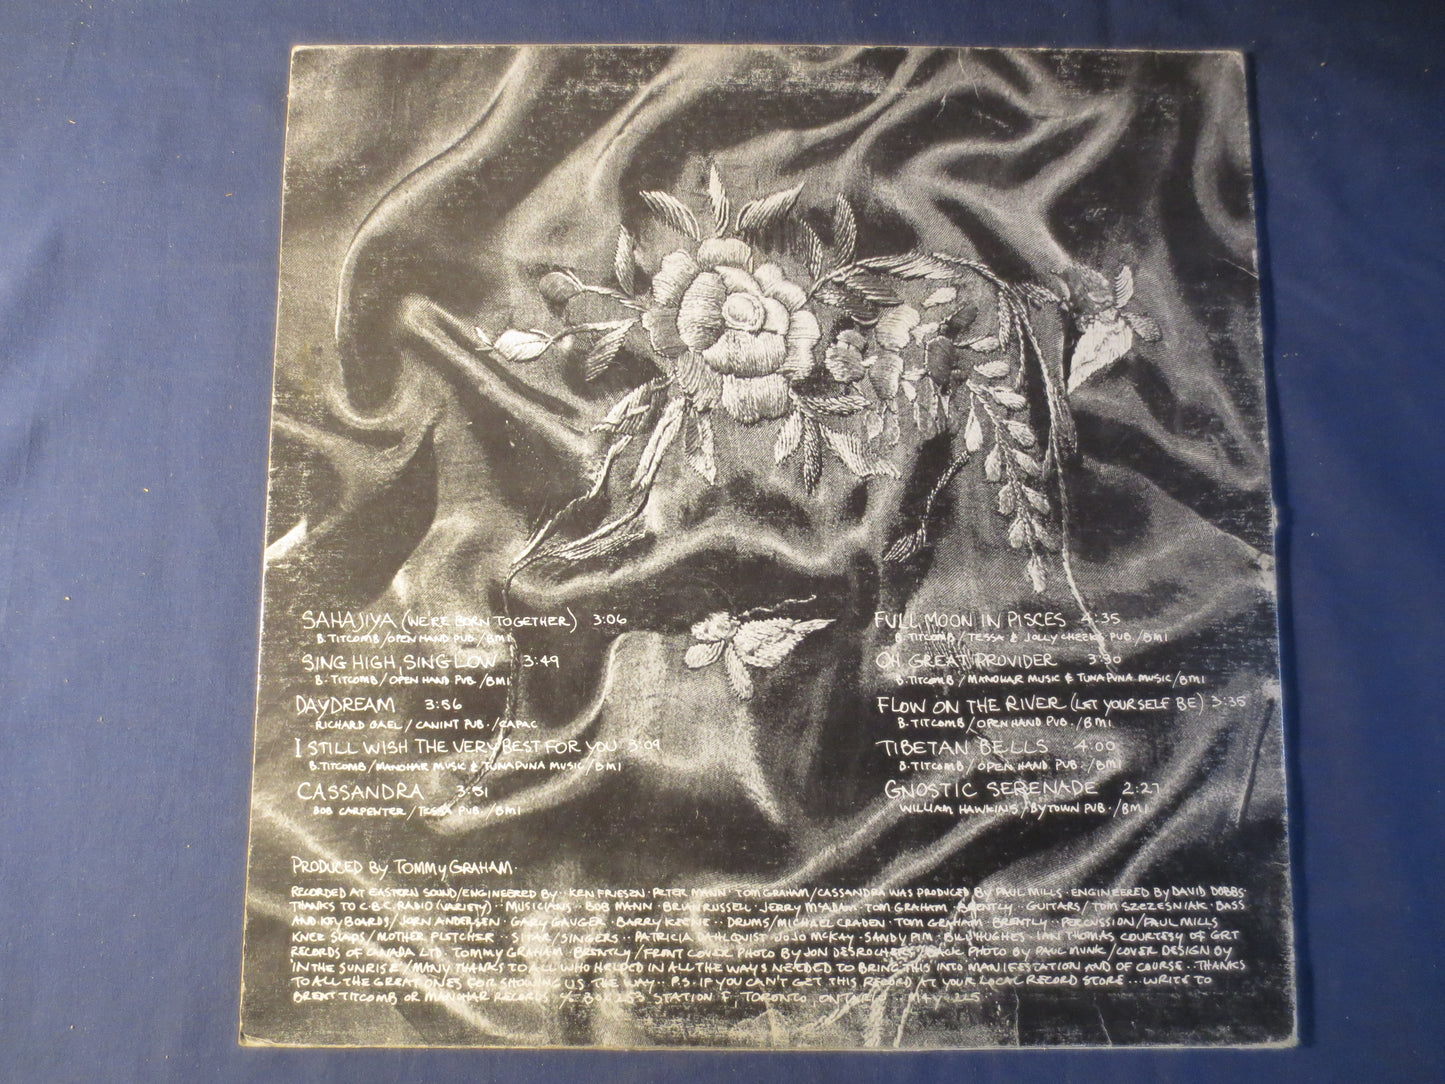 SAHAJIYA (WE'RE BORN TOGETHER) 3:06
B. TITCOMB/OPEN HAND PUB./BMI
SING HIGH, SING LOW 3:49
B. TITCOMB/OPEN HAND PUB./BMI
DAYDREAM 3:56
RICHARD GAEL/CANINT PUB./CAPAC
I STILL WISH THE VERY BEST FOR YOU 3:09
B. TITCOMB/MANOHAR MUSIC & TUNAPUNA MUSIC/BMI
CASSANDRA 3:51
BOB CARPENTER/TESSA PUB./BMI
FULL MOON IN PISCES 4:35
B. TITCOMB/TESSA & JOLLY CHEEKS PUB./BMI
OH GREAT PROVIDER 3:30
B. TITCOMB/MANOHAR MUSIC & TUNAPUNA MUSIC/BMI
FLOW ON THE RIVER (LET YOURSELF BE) 3:35
B. TITCOMB/OPEN HAND PUB./BMI
TIBETAN BELLS 4:00
B. TITCOMB/OPEN HAND PUB./BMI
GNOSTIC SERENADE 2:27
WILLIAM HAWKINS/BYTOWN PUB./BMI
PRODUCED BY TOMMY GRAHAM·
RECORDED AT EASTERN SOUND/ENGINEERED BY·· KEN FRIESEN· PETER MANN· TOM GRAHAM/CASSANDRA WAS PRODUCED BY PAUL MILLS· ENGINEERED BY DAVID DOBBS·
THANKS TO C·B·C· RADIO (VARIETY)·· MUSICIANS·· BOB MANN· BRIAN RUSSELL· JERRY McADAM· TOM GRAHAM· BRENTLY·· GUITARS/TOM SZCZESNIAK· BASS
AND KEYBOARDS/JORN ANDERSEN· GARY GAUGER· BARRY KEENE·· DRUMS/MICHAEL CRADEN· TOM GRAHAM· BRENTLY·· PERCUSSION/PAUL MILLS
KNEE SLAPS/MOTHER FLETCHER·· SITAR/SINGERS·· PATRICIA DAHLQUIST· JOJO McKAY· SANDY PIM· BILL HUGHES· IAN THOMAS, COURTESY OF GRT
RECORDS OF CANADA LTD. TOMMY GRAHAM· BRENTLY/FRONT COVER PHOTO BY JON DESROCHERS/BACK PHOTO BY PAUL MUNK/COVER DESIGN BY
IN THE SUNRISE/MANY THANKS TO ALL WHO HELPED IN ALL THE WAYS NEEDED TO BRING THIS INTO MANIFESTATION AND OF COURSE··THANKS
TO ALL THE GREAT ONES FOR SHOWING US THE WAY·· P·S· IF YOU CAN'T GET THIS RECORD AT YOUR LOCAL RECORD STORE··· WRITE TO
BRENT TITCOMB OR MANOHAR RECORDS c/o BOX 253 STATION F, TORONTO ONTARIO M4Y 2L5